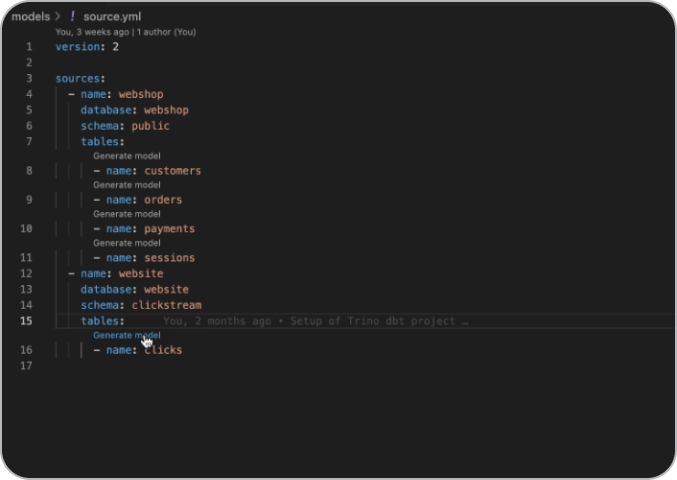 models > ! source.yml
You, 3 weeks ago | 1 author (You)
1 version: 2
2
3 sources:
4 - name: webshop
5 database: webshop
6 schema: public
7 tables:
Generate model
8 - name: customers
Generate model
9 - name: orders
Generate model
10 - name: payments
Generate model
11 - name: sessions
12 - name: website
13 database: website
14 schema: clickstream
15 tables: You, 2 months ago • Setup of Trino dbt project …
Generate model
16 - name: clicks
17